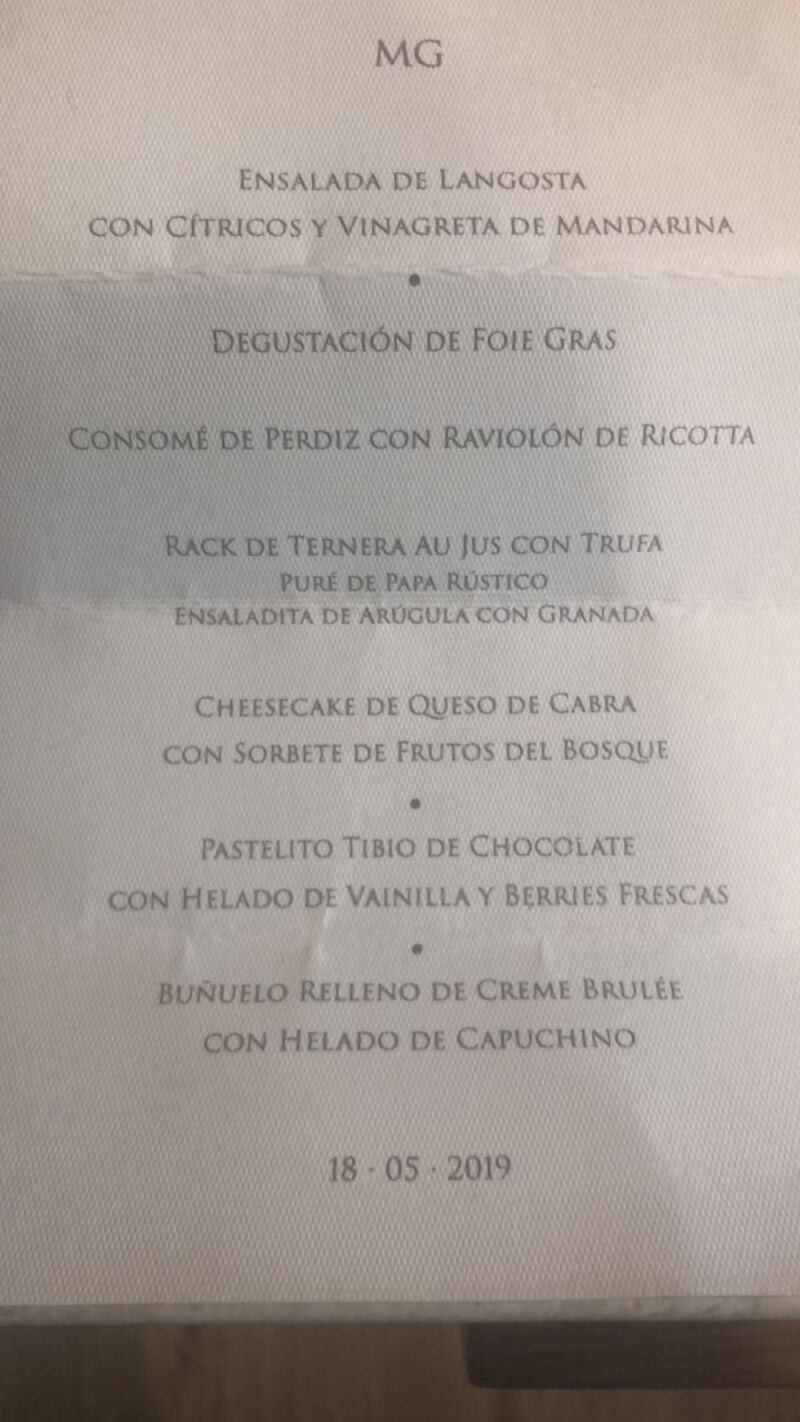 MG
Ensalada de Langosta
con Cítricos y Vinagreta de Mandarina
•
Degustación de Foie Gras
Consomé de Perdiz con Raviolón de Ricotta
Rack de Ternera Au Jus con Trufa
Puré de Papa Rústico
Ensaladita de Arúgula con Granada
Cheesecake de Queso de Cabra
con Sorbete de Frutos del Bosque
•
Pastelito Tibio de Chocolate
con Helado de Vainilla y Berries Frescas
•
Buñuelo Relleno de Creme Brulée
con Helado de Capuchino
18 · 05 · 2019